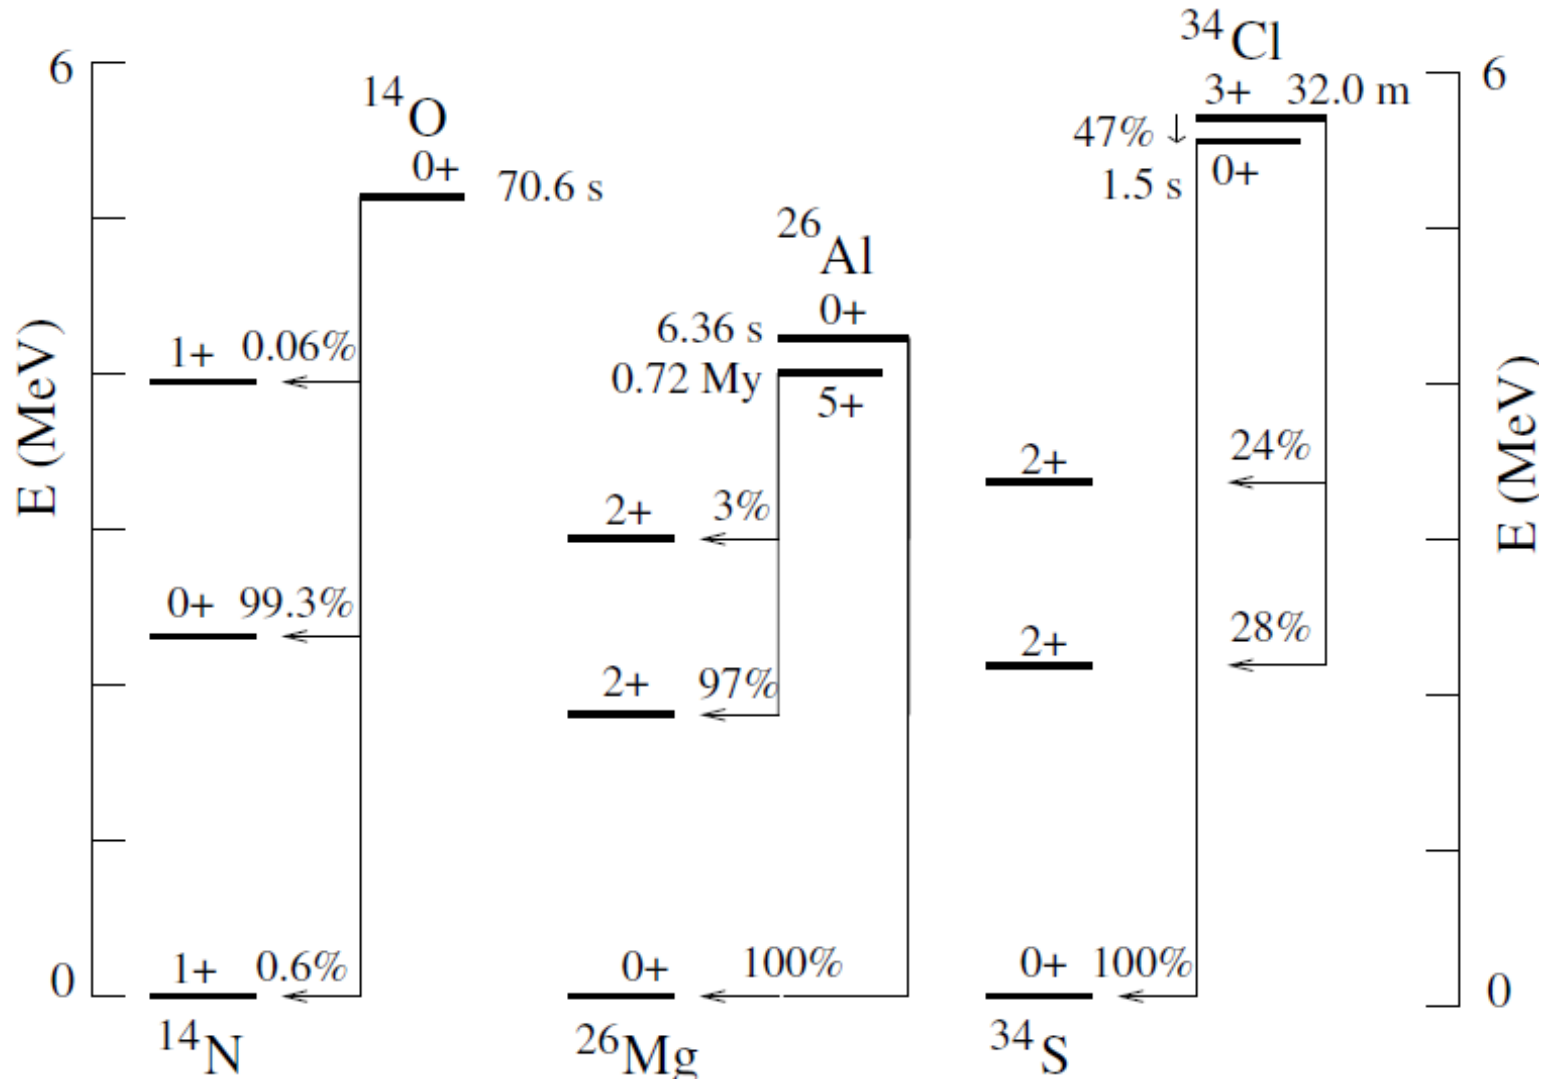 6
E (MeV)
0
¹⁴O
0+
70.6 s
1+ 0.06%
0+ 99.3%
1+ 0.6%
¹⁴N
²⁶Al
0+
6.36 s
0.72 My
5+
2+ 3%
2+ 97%
0+ 100%
²⁶Mg
³⁴Cl
3+ 32.0 m
47% ↓
0+
1.5 s
2+ 24%
2+ 28%
0+ 100%
³⁴S
6
E (MeV)
0